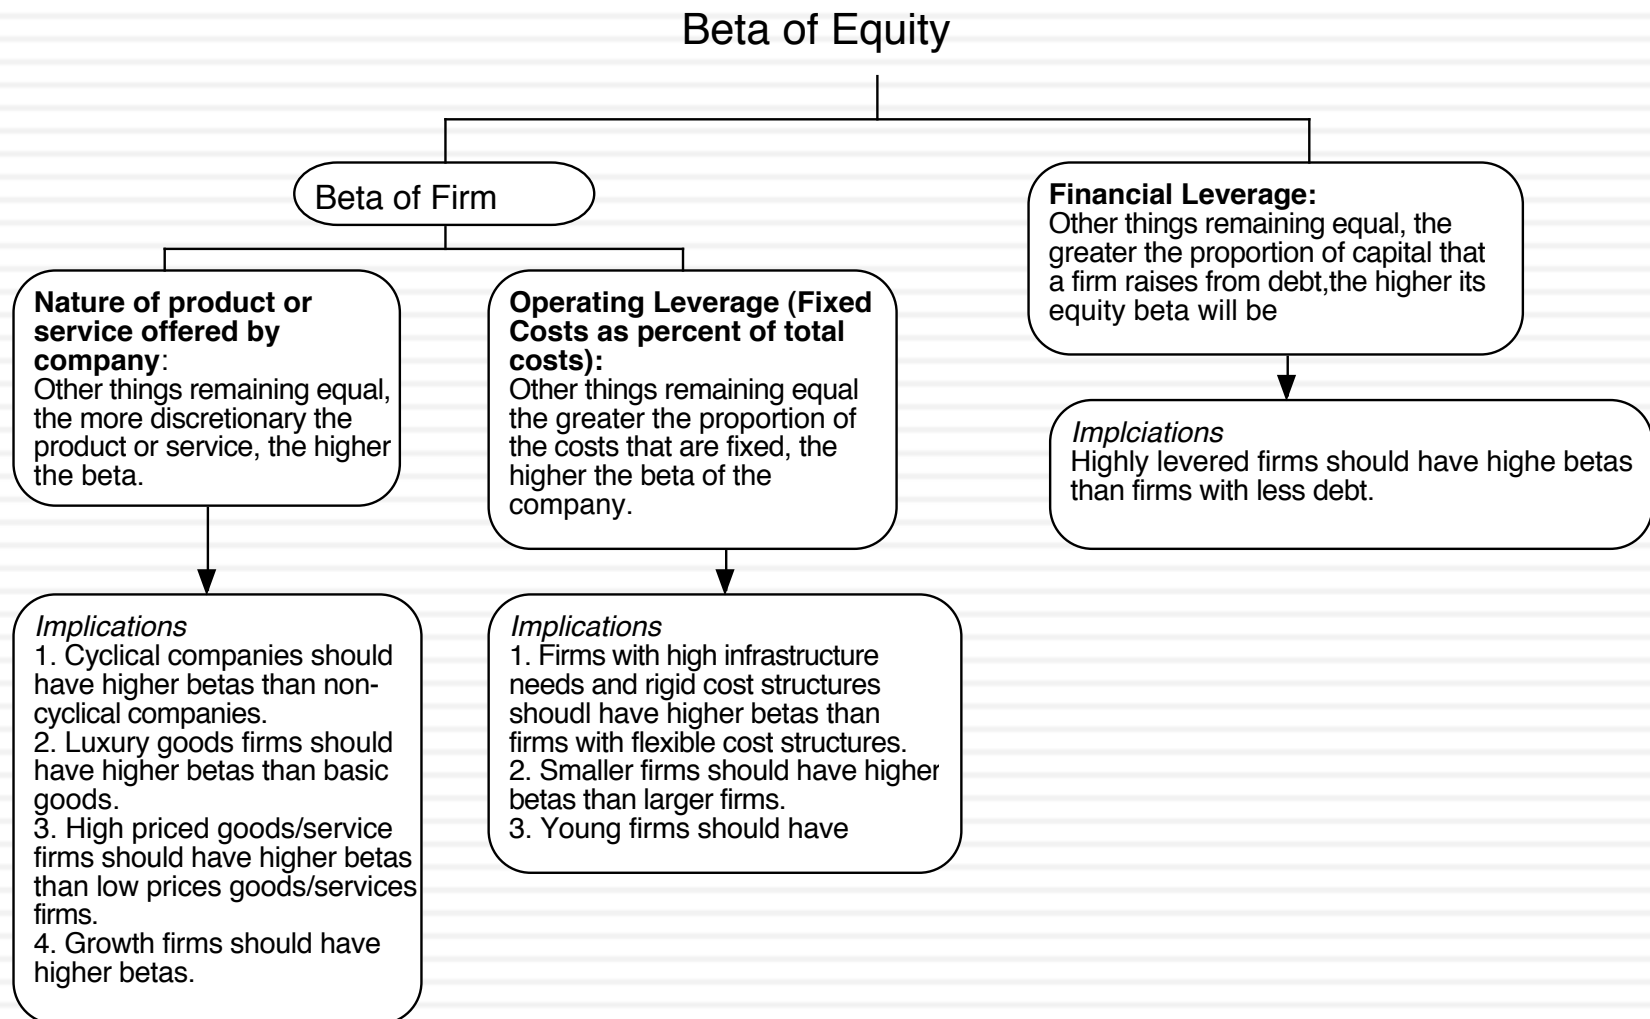 Beta of Equity
Beta of Firm
Financial Leverage:
Other things remaining equal, the
greater the proportion of capital that
a firm raises from debt,the higher its
equity beta will be
Nature of product or
service offered by
company:
Other things remaining equal,
the more discretionary the
product or service, the higher
the beta.
Operating Leverage (Fixed
Costs as percent of total
costs):
Other things remaining equal
the greater the proportion of
the costs that are fixed, the
higher the beta of the
company.
Implciations
Highly levered firms should have highe betas
than firms with less debt.
Implications
1. Cyclical companies should
have higher betas than non-
cyclical companies.
2. Luxury goods firms should
have higher betas than basic
goods.
3. High priced goods/service
firms should have higher betas
than low prices goods/services
firms.
4. Growth firms should have
higher betas.
Implications
1. Firms with high infrastructure
needs and rigid cost structures
shoudl have higher betas than
firms with flexible cost structures.
2. Smaller firms should have higher
betas than larger firms.
3. Young firms should have